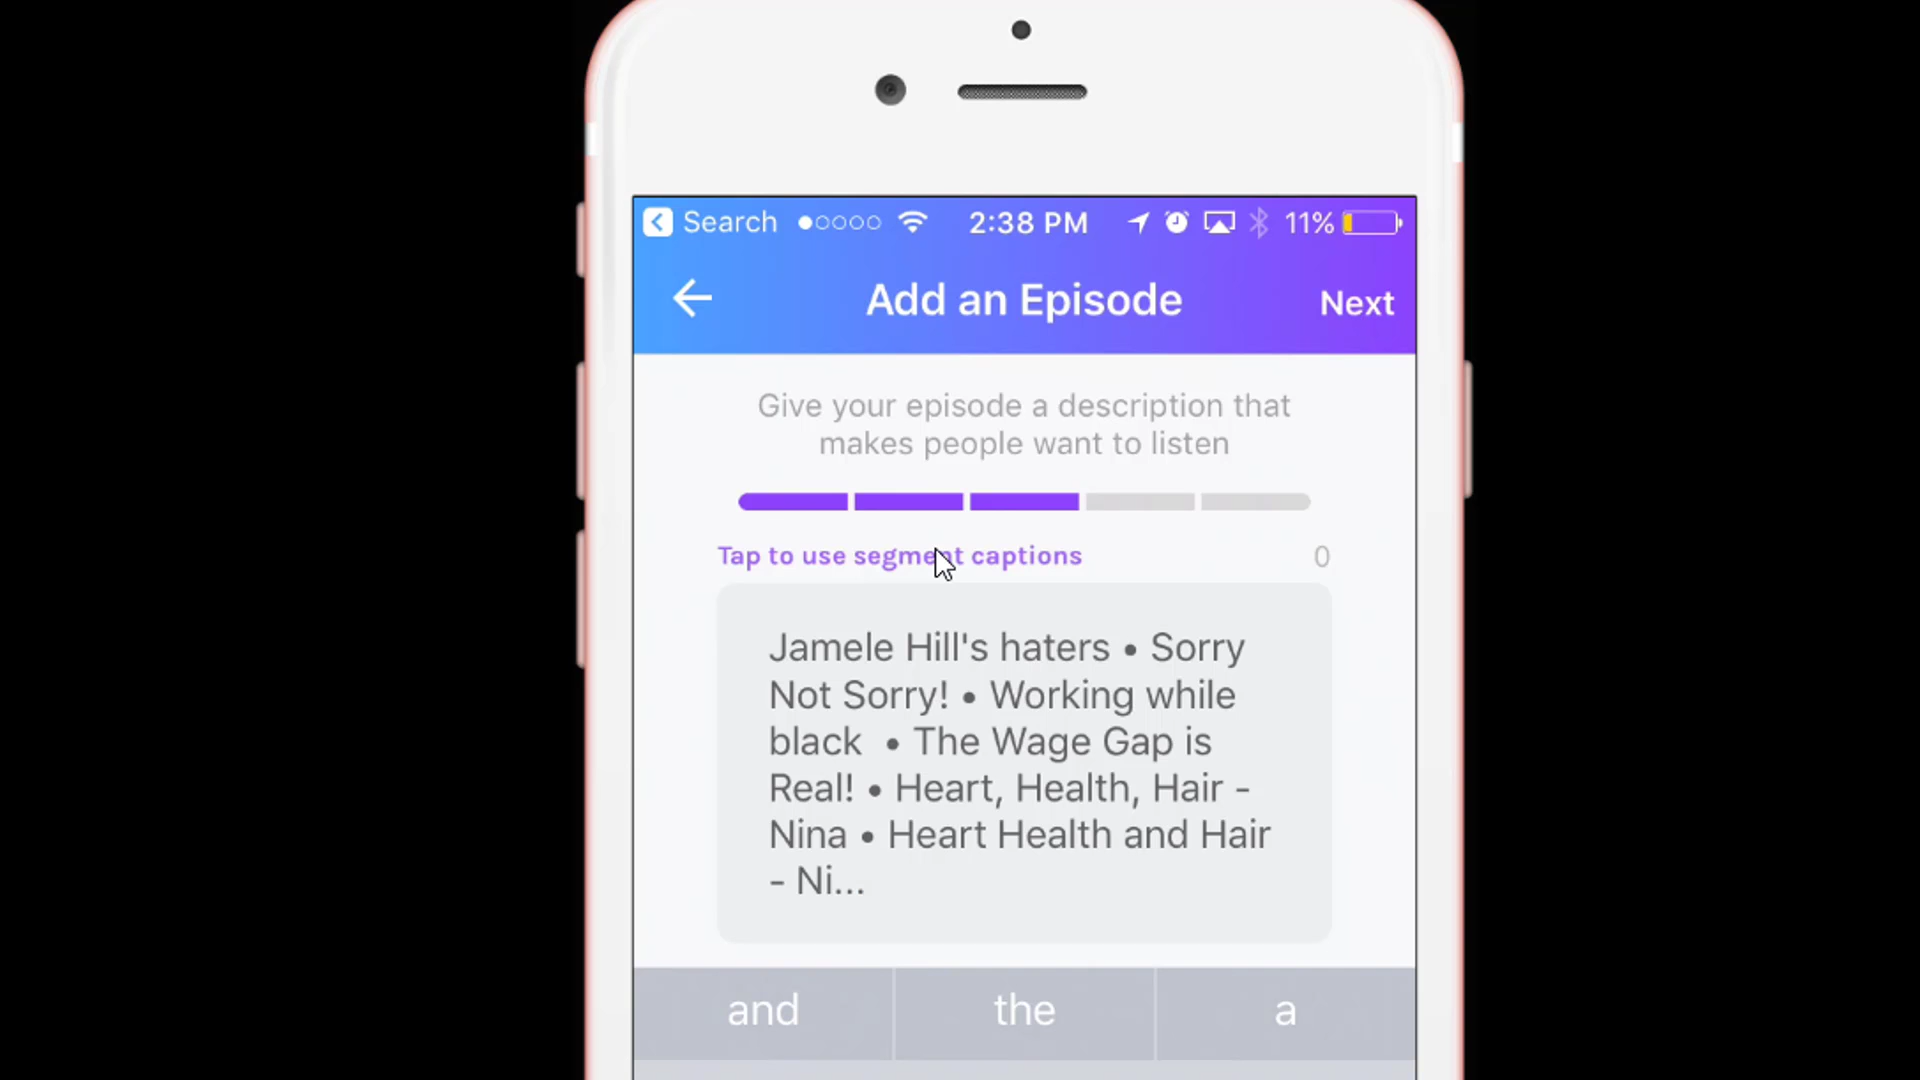 Search 2:38 PM 11%
Add an Episode Next
Give your episode a description that
makes people want to listen
Tap to use segment captions 0
Jamele Hill's haters • Sorry
Not Sorry! • Working while
black • The Wage Gap is
Real! • Heart, Health, Hair -
Nina • Heart Health and Hair
- Ni...
and the a